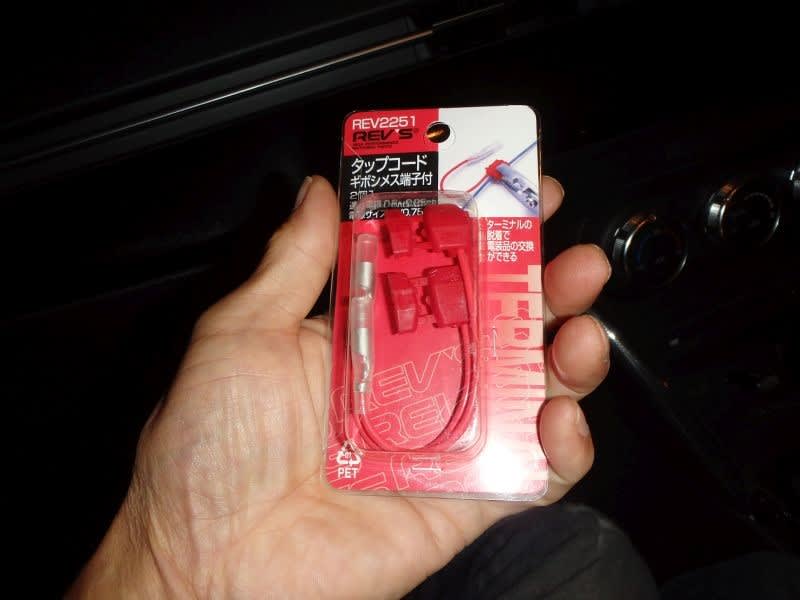 REV2251
REV'S
タップコード
ギボシメス端子付
2個入
ターミナルの
脱着で
電装品の交換
ができる
TERMINAL
REV'S
REV
PET